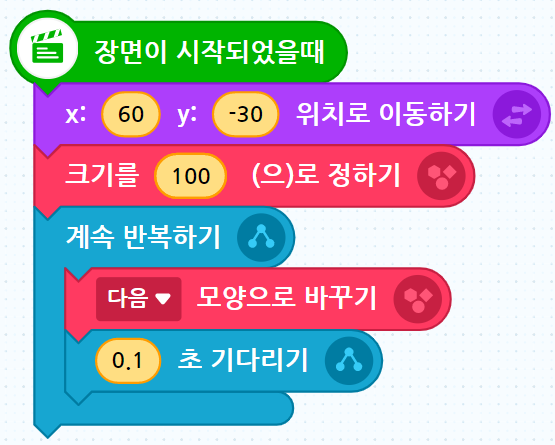 장면이 시작되었을때
x: 60 y: -30 위치로 이동하기
크기를 100 (으)로 정하기
계속 반복하기
다음 모양으로 바꾸기
0.1 초 기다리기